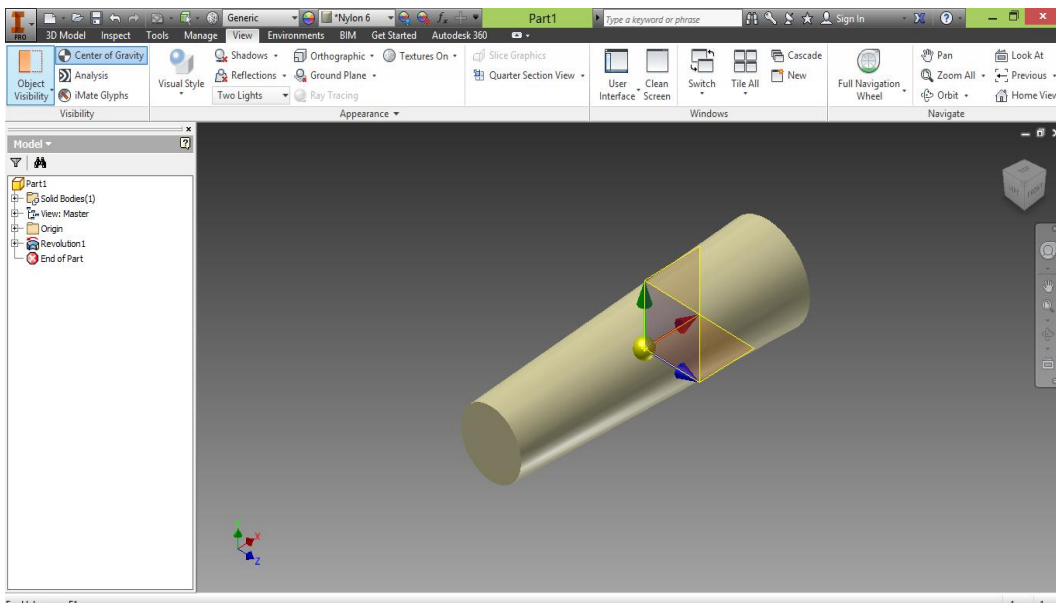 Generic *Nylon 6 Part1 Type a keyword or phrase Sign In
PRO 3D Model Inspect Tools Manage View Environments BIM Get Started Autodesk 360
Center of Gravity Shadows Orthographic Textures On Slice Graphics Cascade Pan Look At
Analysis Reflections Ground Plane Quarter Section View New Zoom All Previous
Object Visibility iMate Glyphs Visual Style Two Lights Ray Tracing User Interface Clean Screen Switch Tile All Full Navigation Wheel Orbit Home View
Visibility Appearance Windows Navigate
Model
Part1
Solid Bodies(1)
View: Master
Origin
Revolution1
End of Part
TOP
LEFT FRONT
X
Z